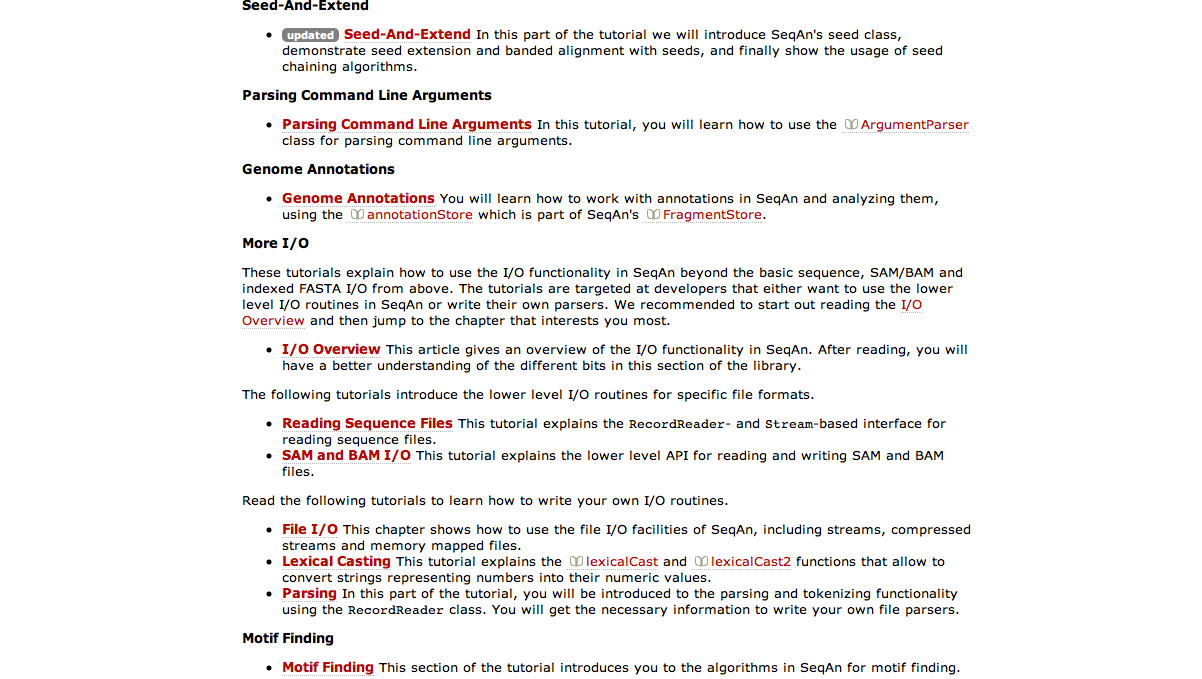 Seed-And-Extend
updated Seed-And-Extend In this part of the tutorial we will introduce SeqAn's seed class,
demonstrate seed extension and banded alignment with seeds, and finally show the usage of seed
chaining algorithms.
Parsing Command Line Arguments
Parsing Command Line Arguments In this tutorial, you will learn how to use the ArgumentParser
class for parsing command line arguments.
Genome Annotations
Genome Annotations You will learn how to work with annotations in SeqAn and analyzing them,
using the annotationStore which is part of SeqAn's FragmentStore.
More I/O
These tutorials explain how to use the I/O functionality in SeqAn beyond the basic sequence, SAM/BAM and
indexed FASTA I/O from above. The tutorials are targeted at developers that either want to use the lower
level I/O routines in SeqAn or write their own parsers. We recommended to start out reading the I/O
Overview and then jump to the chapter that interests you most.
I/O Overview This article gives an overview of the I/O functionality in SeqAn. After reading, you will
have a better understanding of the different bits in this section of the library.
The following tutorials introduce the lower level I/O routines for specific file formats.
Reading Sequence Files This tutorial explains the RecordReader- and Stream-based interface for
reading sequence files.
SAM and BAM I/O This tutorial explains the lower level API for reading and writing SAM and BAM
files.
Read the following tutorials to learn how to write your own I/O routines.
File I/O This chapter shows how to use the file I/O facilities of SeqAn, including streams, compressed
streams and memory mapped files.
Lexical Casting This tutorial explains the lexicalCast and lexicalCast2 functions that allow to
convert strings representing numbers into their numeric values.
Parsing In this part of the tutorial, you will be introduced to the parsing and tokenizing functionality
using the RecordReader class. You will get the necessary information to write your own file parsers.
Motif Finding
Motif Finding This section of the tutorial introduces you to the algorithms in SeqAn for motif finding.